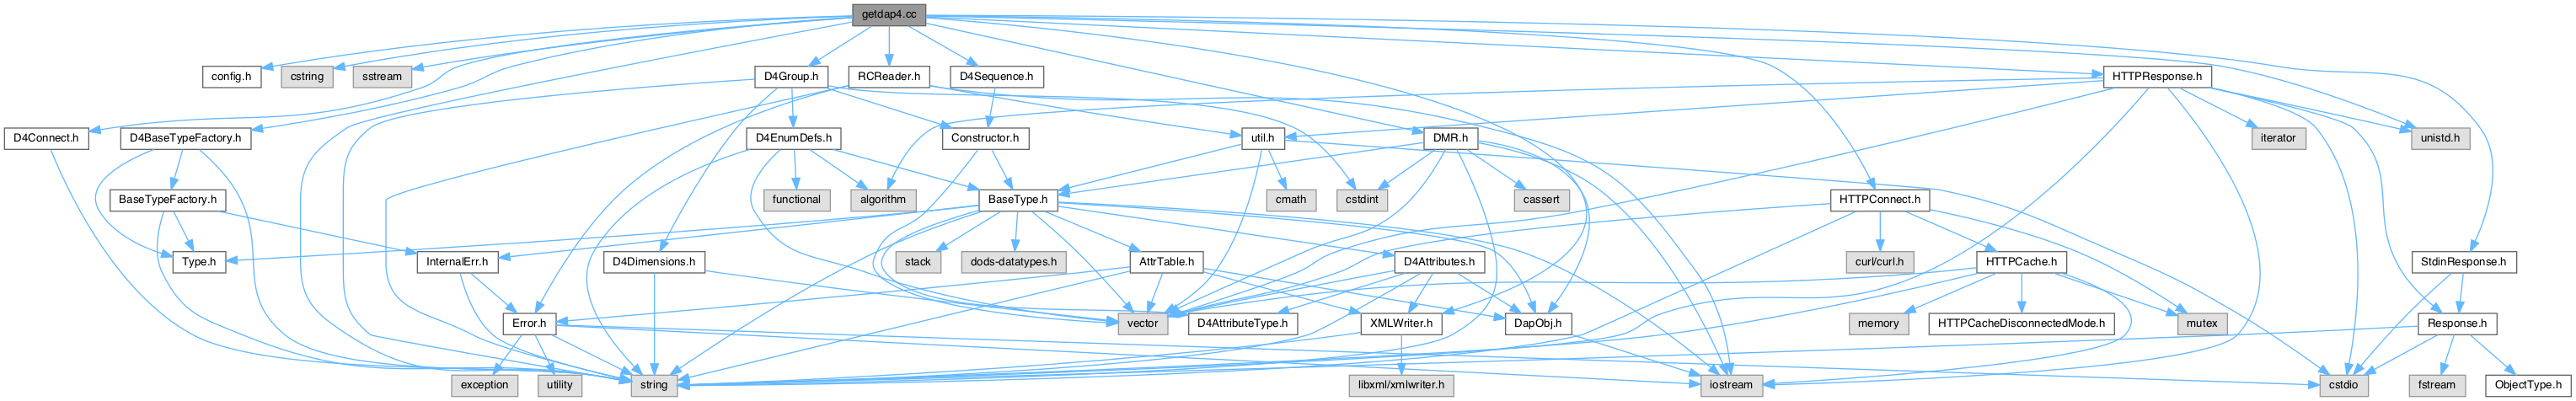 getdap4.cc
config.h
cstring
sstream
D4Group.h
RCReader.h
D4Sequence.h
HTTPResponse.h
D4Connect.h
D4BaseTypeFactory.h
D4EnumDefs.h
Constructor.h
util.h
DMR.h
iterator
unistd.h
BaseTypeFactory.h
functional
algorithm
BaseType.h
cmath
cstdint
cassert
HTTPConnect.h
Type.h
InternalErr.h
D4Dimensions.h
stack
dods-datatypes.h
AttrTable.h
D4Attributes.h
curl/curl.h
HTTPCache.h
StdinResponse.h
Error.h
vector
D4AttributeType.h
XMLWriter.h
DapObj.h
memory
HTTPCacheDisconnectedMode.h
mutex
Response.h
exception
utility
string
libxml/xmlwriter.h
iostream
cstdio
fstream
ObjectType.h